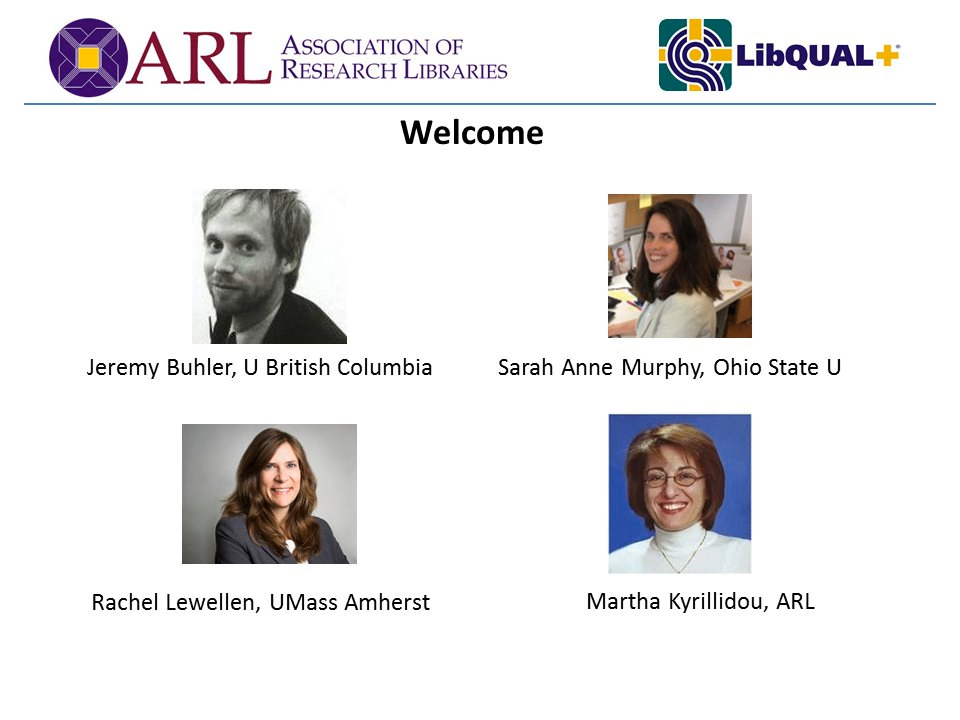 ARL ASSOCIATION OF
RESEARCH LIBRARIES
LibQUAL+®
Welcome
Jeremy Buhler, U British Columbia
Sarah Anne Murphy, Ohio State U
Rachel Lewellen, UMass Amherst
Martha Kyrillidou, ARL